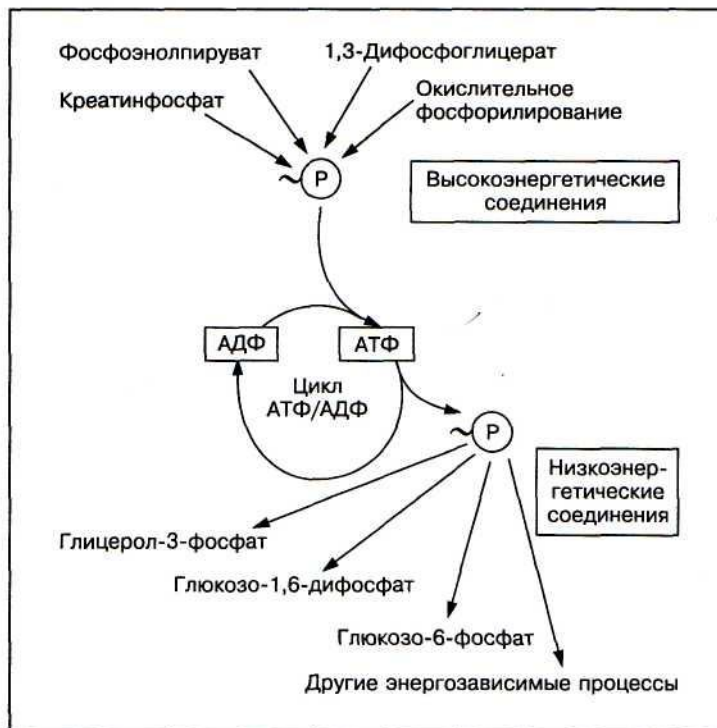 Фосфоэнолпируват
1,3-Дифосфоглицерат
Креатинфосфат
Окислительное
фосфорилирование
~P
Высокоэнергетические
соединения
АДФ
АТФ
Цикл
АТФ/АДФ
~P
Низкоэнер-
гетические
соединения
Глицерол-3-фосфат
Глюкозо-1,6-дифосфат
Глюкозо-6-фосфат
Другие энергозависимые процессы